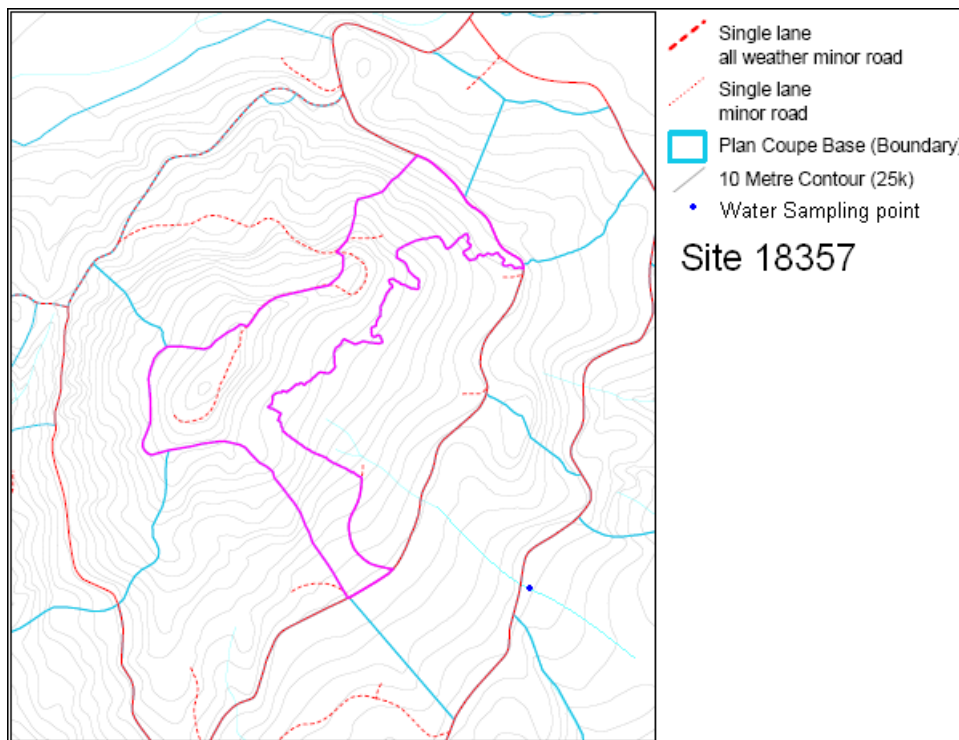 Single lane
all weather minor road
Single lane
minor road
Plan Coupe Base (Boundary)
10 Metre Contour (25k)
Water Sampling point
Site 18357